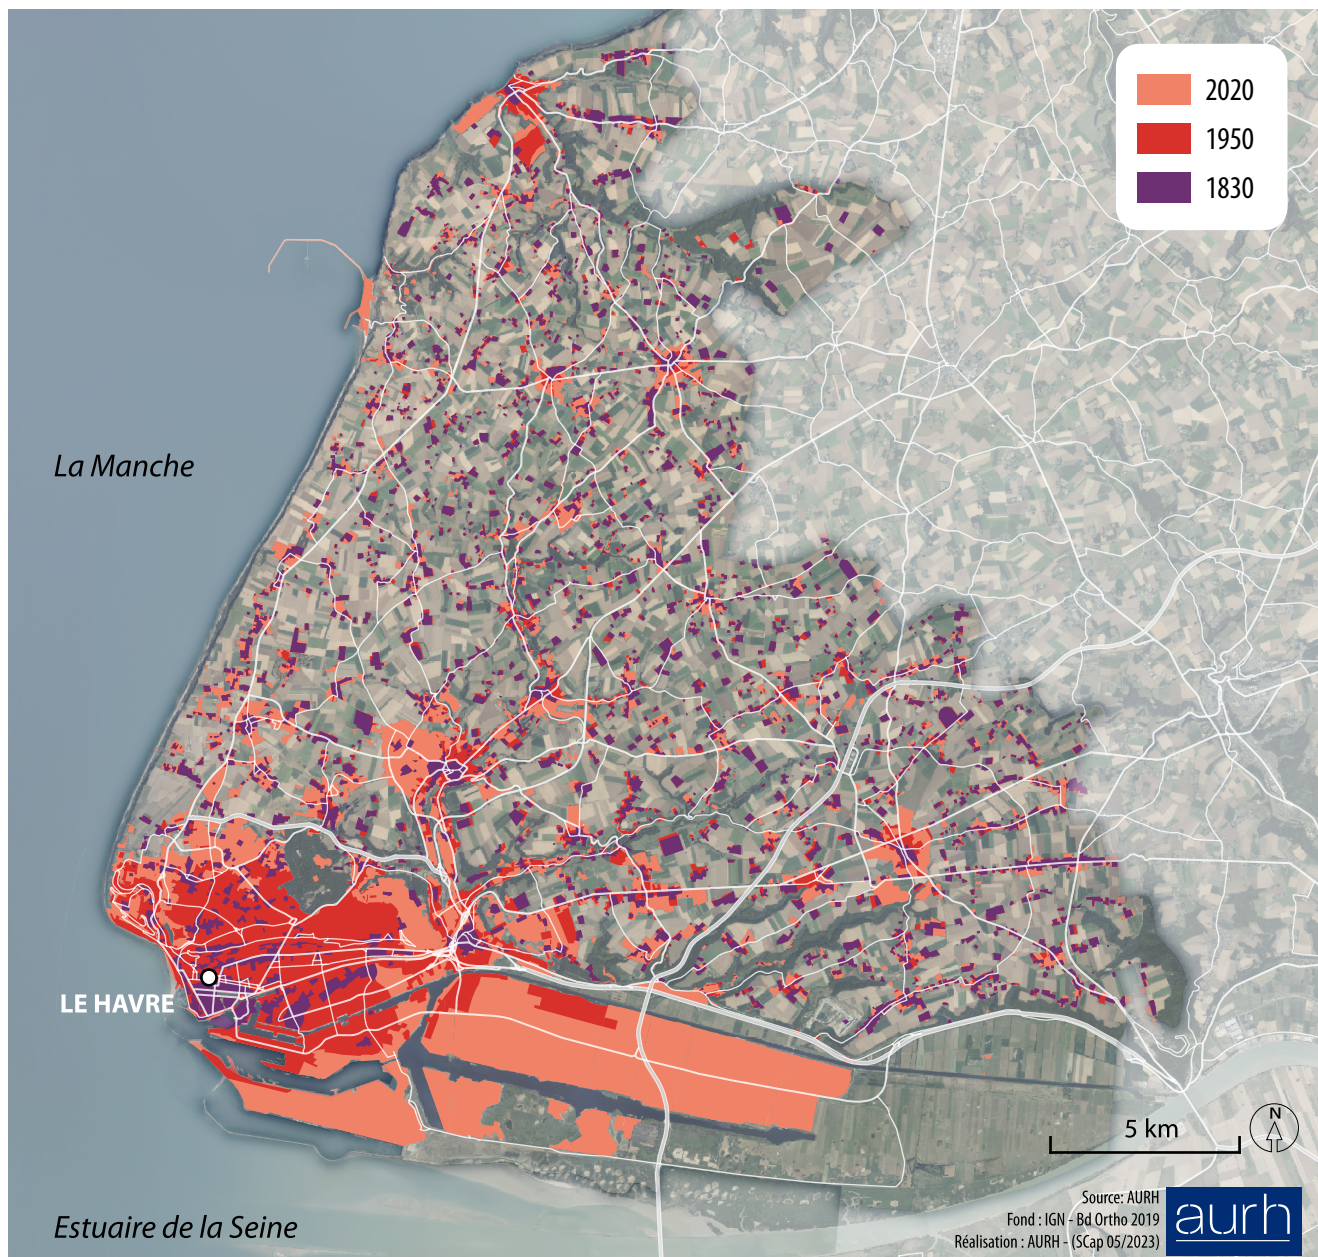 2020
1950
1830
La Manche
LE HAVRE
5 km
N
Estuaire de la Seine
Source: AURH
Fond : IGN - Bd Ortho 2019
Réalisation : AURH - (SCap 05/2023)
aurh